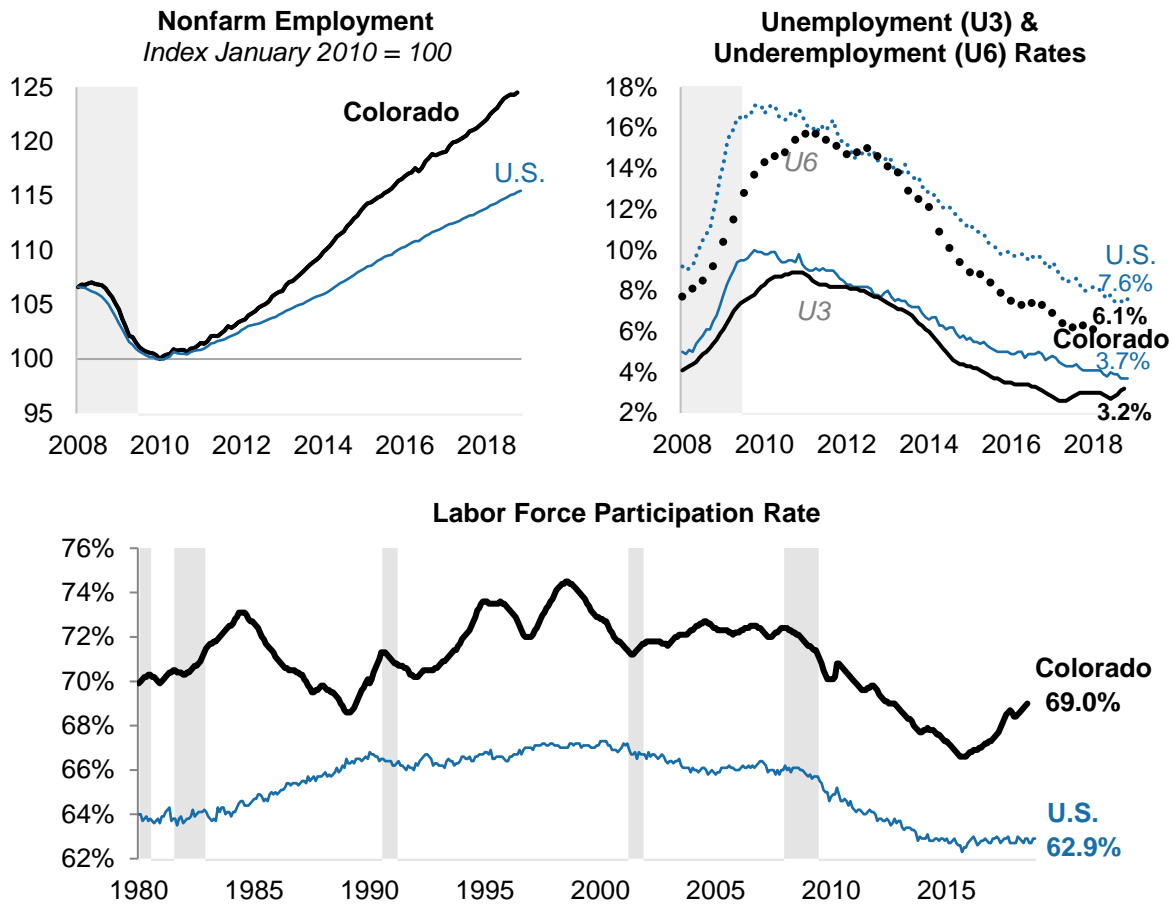 Nonfarm Employment
Index January 2010 = 100
125
120
115
110
105
100
95
Colorado
U.S.
2008 2010 2012 2014 2016 2018
Unemployment (U3) &
Underemployment (U6) Rates
18%
16%
14%
12%
10%
8%
6%
4%
2%
U6
U3
U.S.
7.6%
6.1%
Colorado
3.7%
3.2%
2008 2010 2012 2014 2016 2018
Labor Force Participation Rate
76%
74%
72%
70%
68%
66%
64%
62%
Colorado
69.0%
U.S.
62.9%
1980 1985 1990 1995 2000 2005 2010 2015